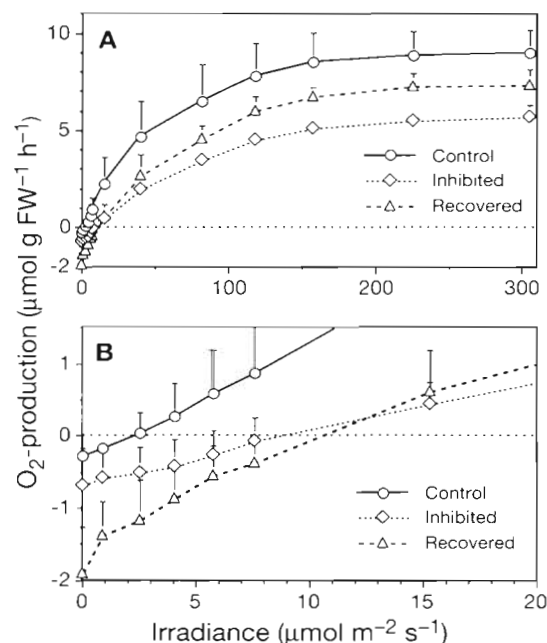 A
10
5
0
-2
Control
Inhibited
Recovered
0
100
200
300
O₂-production (μmol g FW⁻¹ h⁻¹)
B
1
0
-1
-2
Control
Inhibited
Recovered
0
5
10
15
20
Irradiance (μmol m⁻² s⁻¹)